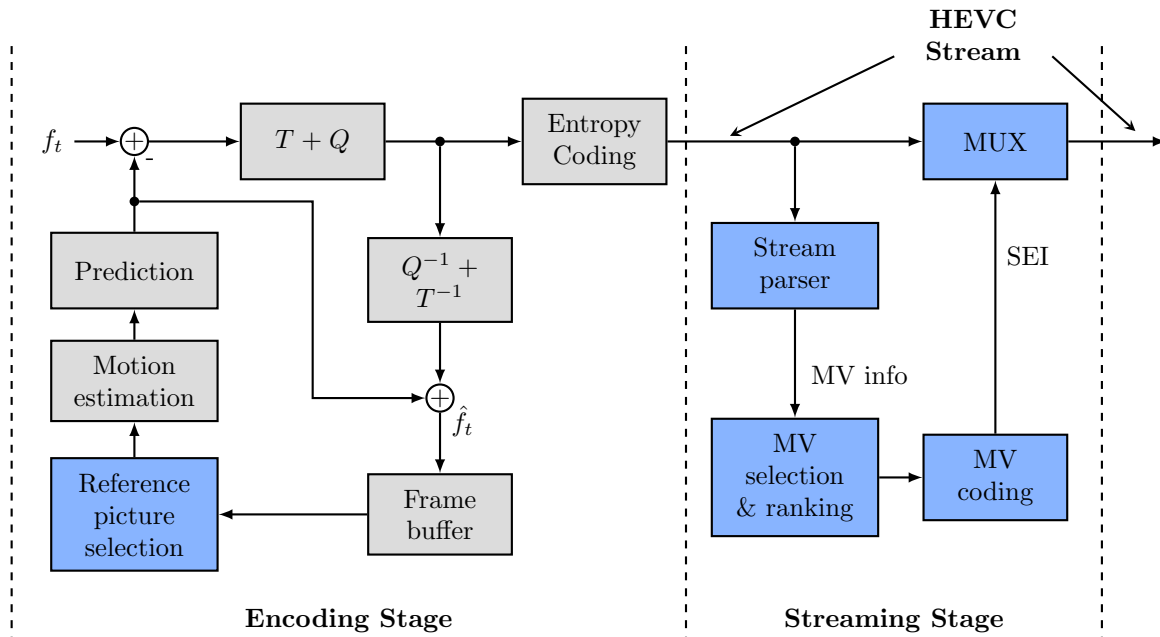 HEVC
Stream
f_t
+
-
T + Q
Entropy
Coding
MUX
Prediction
Q^{-1} +
T^{-1}
Stream
parser
SEI
Motion
estimation
MV info
+
\hat{f}_t
Reference
picture
selection
Frame
buffer
MV
selection
& ranking
MV
coding
Encoding Stage
Streaming Stage